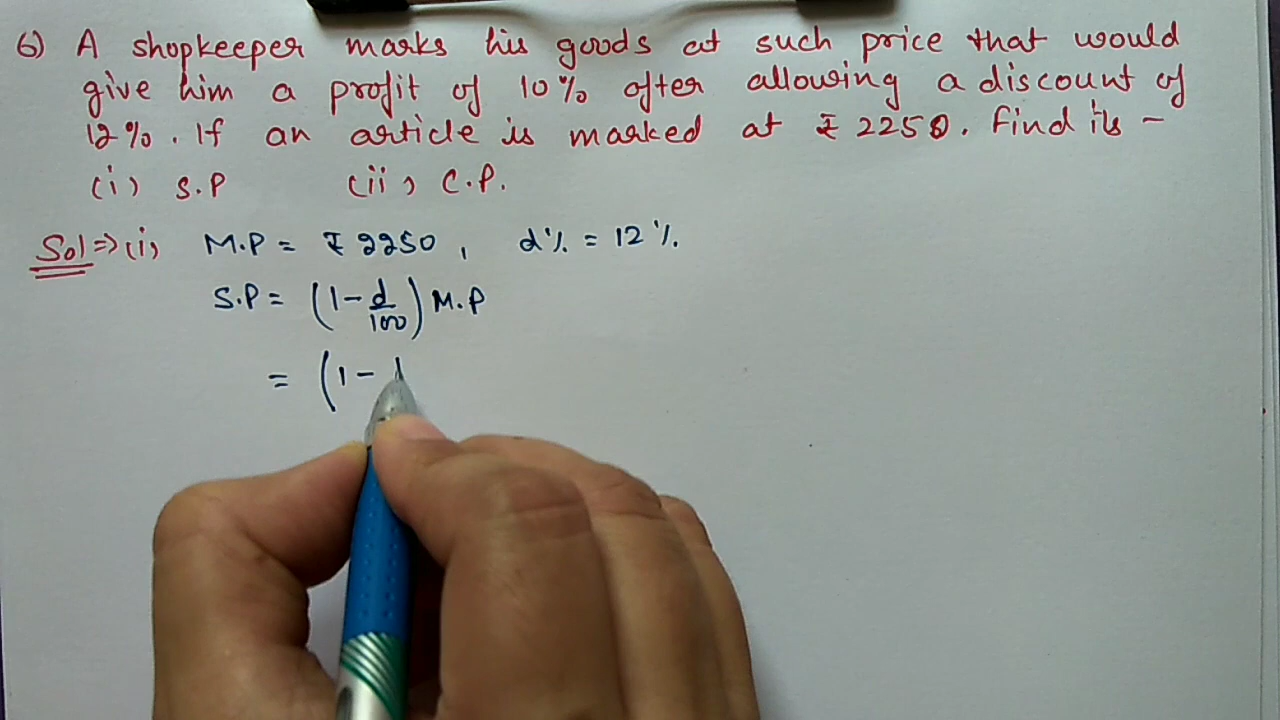 6) A shopkeeper marks his goods at such price that would
give him a profit of 10% after allowing a discount of
12%. If an article is marked at ₹ 2250. Find its -
(i) S.P (ii) C.P.
Sol⇒(i) M.P = ₹ 2250, d% = 12%.
S.P = (1-d/100) M.P
= (1-1